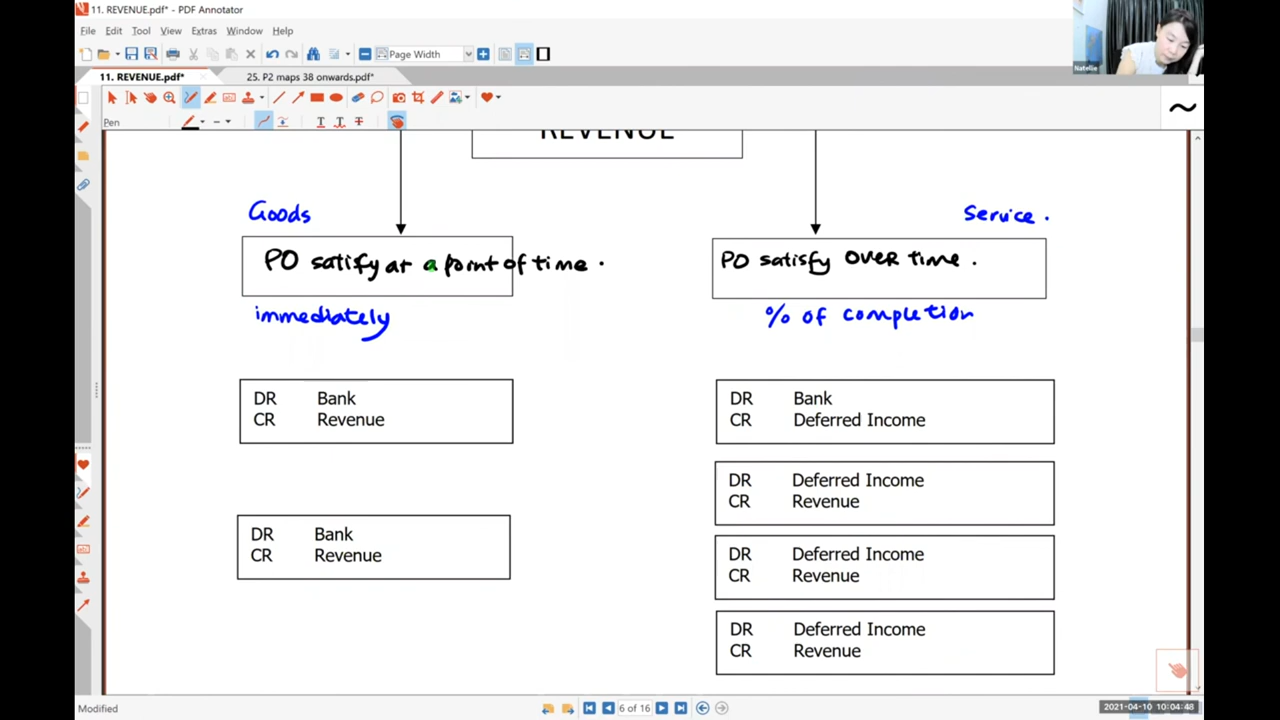 11. REVENUE.pdf* - PDF Annotator
File Edit Tool View Extras Window Help
Page Width
11. REVENUE.pdf* 25. P2 maps 38 onwards.pdf*
Pen
Natellie
REVENUE
Goods
Service .
PO satify at a point of time .
PO satisfy over time .
immediately
% of completion
DR Bank
CR Revenue
DR Bank
CR Deferred Income
DR Deferred Income
CR Revenue
DR Bank
CR Revenue
DR Deferred Income
CR Revenue
DR Deferred Income
CR Revenue
Modified
6 of 16
2021-04-10 10:04:48